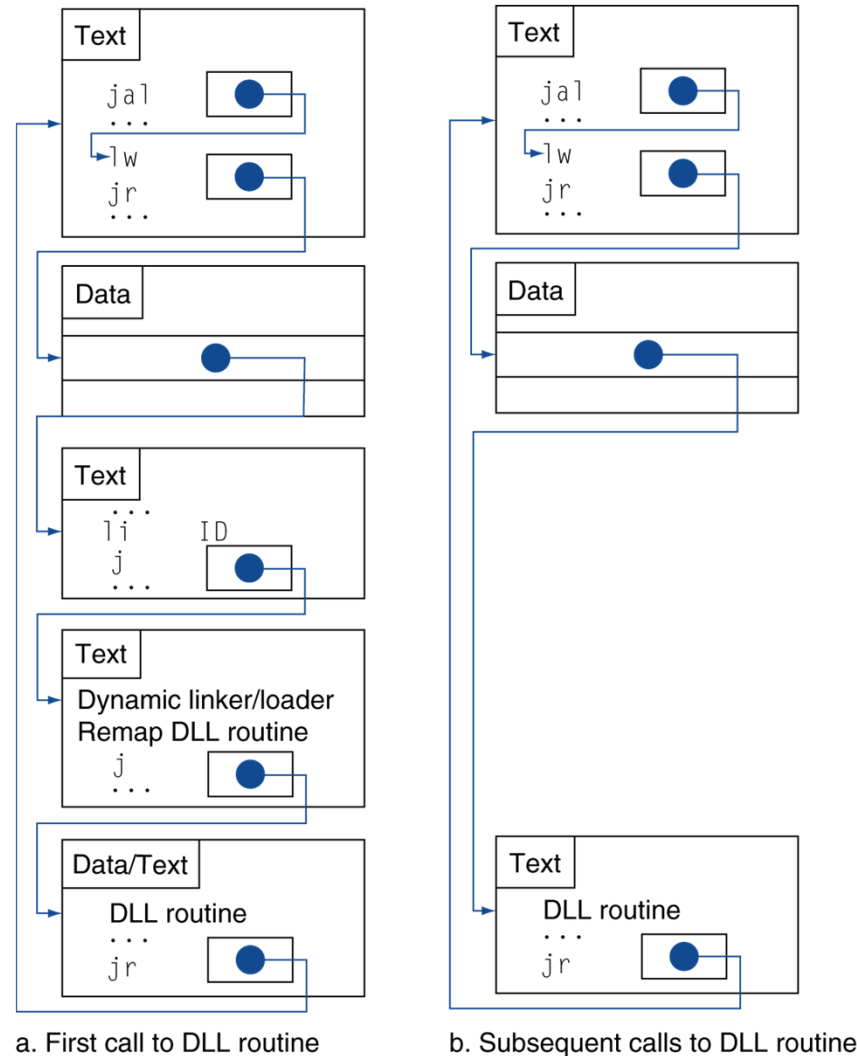 Text
jal
...
lw
jr
...
Data
Text
...
li ID
j
...
Text
Dynamic linker/loader
Remap DLL routine
j
...
Data/Text
DLL routine
...
jr
a. First call to DLL routine
Text
jal
...
lw
jr
...
Data
Text
DLL routine
...
jr
b. Subsequent calls to DLL routine